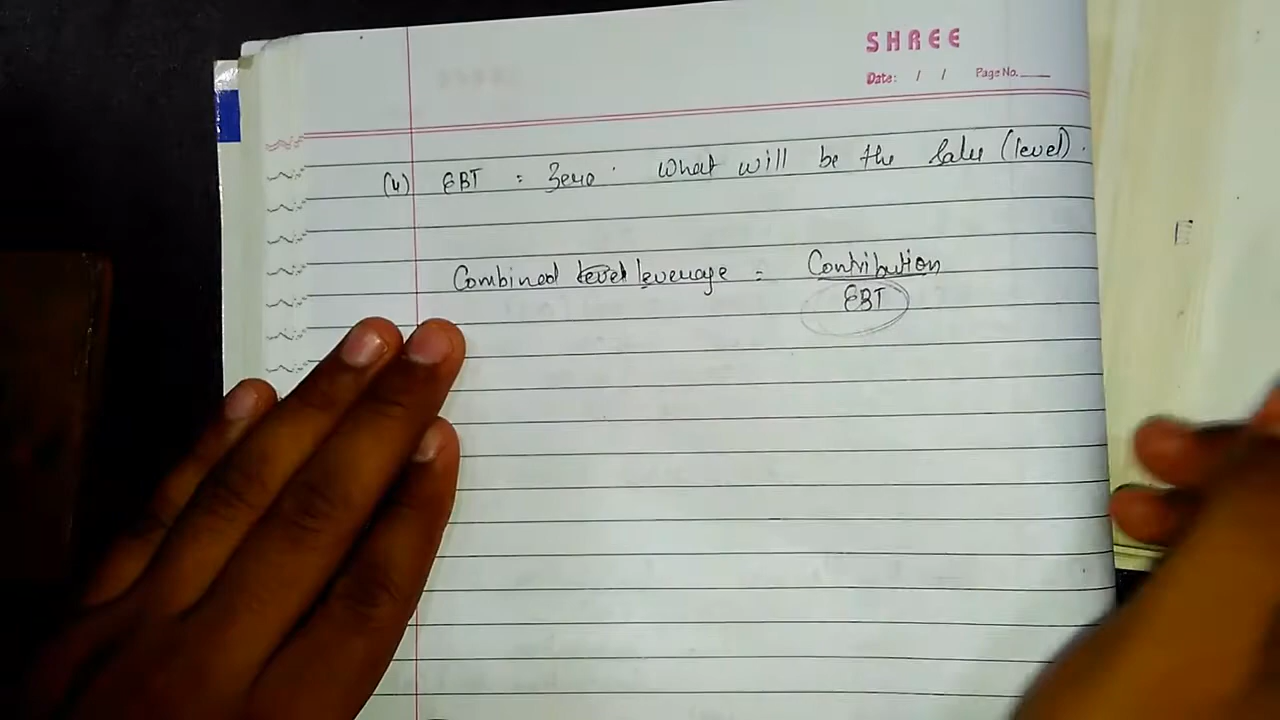 SHREE
Date: / / Page No.
(4) EBT = Zero. What will be the Sales (level).
Combined level leverage = Contribution
EBT